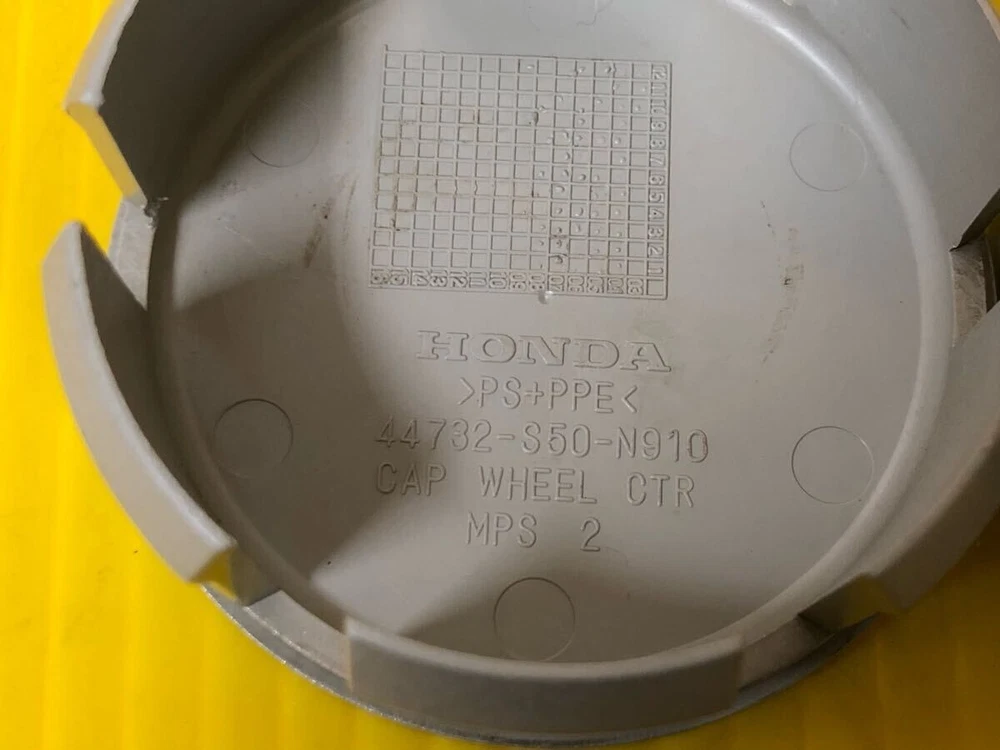 HONDA
>PS+PPE<
44732-S50-N910
CAP WHEEL CTR
MPS 2